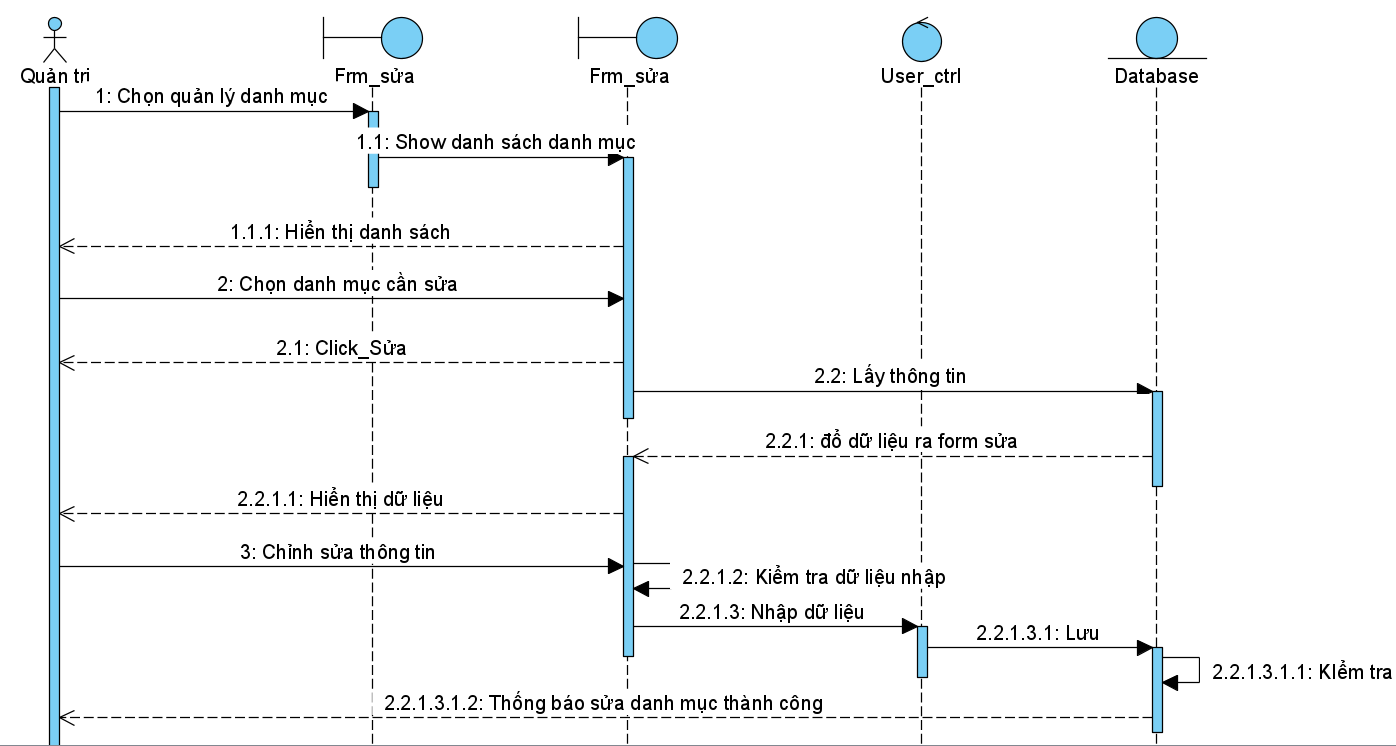 Quản tri
Frm_sửa
Frm_sửa
User_ctrl
Database
1: Chọn quản lý danh mục
1.1: Show danh sách danh mục
1.1.1: Hiển thị danh sách
2: Chọn danh mục cần sửa
2.1: Click_Sửa
2.2: Lấy thông tin
2.2.1: đổ dữ liệu ra form sửa
2.2.1.1: Hiển thị dữ liệu
3: Chỉnh sửa thông tin
2.2.1.2: Kiểm tra dữ liệu nhập
2.2.1.3: Nhập dữ liệu
2.2.1.3.1: Lưu
2.2.1.3.1.1: KIểm tra
2.2.1.3.1.2: Thống báo sửa danh mục thành công